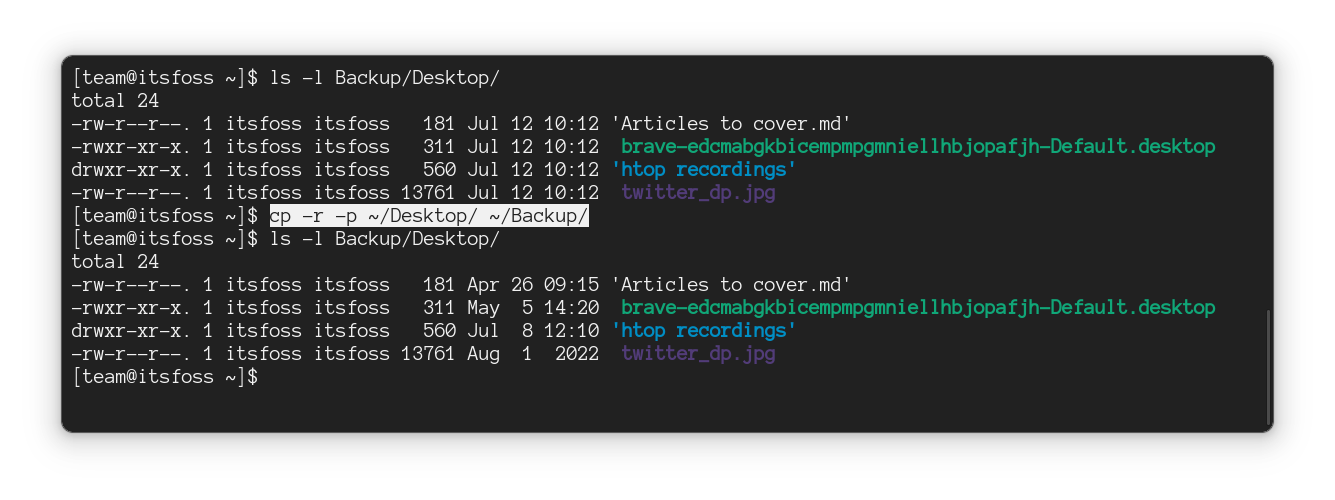 [team@itsfoss ~]$ ls -l Backup/Desktop/
total 24
-rw-r--r--. 1 itsfoss itsfoss   181 Jul 12 10:12 'Articles to cover.md'
-rwxr-xr-x. 1 itsfoss itsfoss   311 Jul 12 10:12  brave-edcmabgkbicempmpgmniellhbjopafjh-Default.desktop
drwxr-xr-x. 1 itsfoss itsfoss   560 Jul 12 10:12 'htop recordings'
-rw-r--r--. 1 itsfoss itsfoss 13761 Jul 12 10:12  twitter_dp.jpg
[team@itsfoss ~]$ cp -r -p ~/Desktop/ ~/Backup/
[team@itsfoss ~]$ ls -l Backup/Desktop/
total 24
-rw-r--r--. 1 itsfoss itsfoss   181 Apr 26 09:15 'Articles to cover.md'
-rwxr-xr-x. 1 itsfoss itsfoss   311 May  5 14:20  brave-edcmabgkbicempmpgmniellhbjopafjh-Default.desktop
drwxr-xr-x. 1 itsfoss itsfoss   560 Jul  8 12:10 'htop recordings'
-rw-r--r--. 1 itsfoss itsfoss 13761 Aug  1  2022  twitter_dp.jpg
[team@itsfoss ~]$